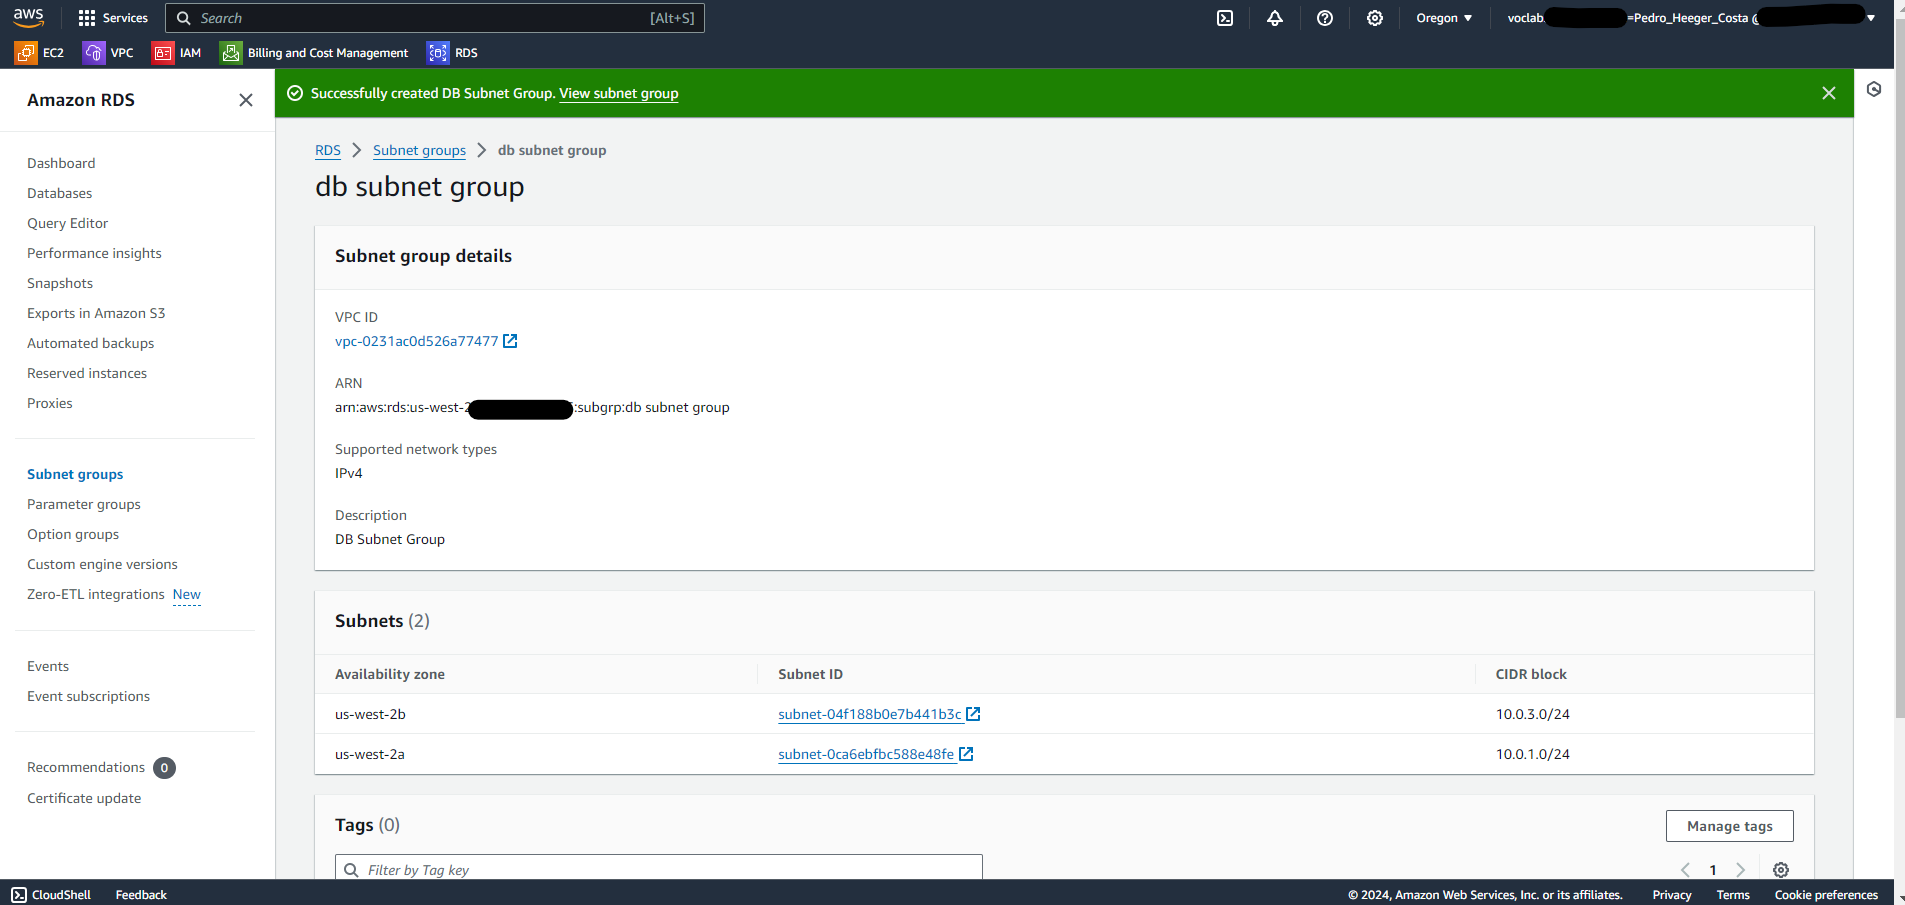 aws Services Search [Alt+S] Oregon voclab =Pedro_Heeger_Costa @
EC2 VPC IAM Billing and Cost Management RDS
Amazon RDS
Dashboard
Databases
Query Editor
Performance insights
Snapshots
Exports in Amazon S3
Automated backups
Reserved instances
Proxies
Subnet groups
Parameter groups
Option groups
Custom engine versions
Zero-ETL integrations New
Events
Event subscriptions
Recommendations 0
Certificate update
Successfully created DB Subnet Group. View subnet group
RDS Subnet groups db subnet group
db subnet group
Subnet group details
VPC ID
vpc-0231ac0d526a77477
ARN
arn:aws:rds:us-west-2 :subgrp:db subnet group
Supported network types
IPv4
Description
DB Subnet Group
Subnets (2)
Availability zone Subnet ID CIDR block
us-west-2b subnet-04f188b0e7b441b3c 10.0.3.0/24
us-west-2a subnet-0ca6ebfbc588e48fe 10.0.1.0/24
Tags (0) Manage tags
Filter by Tag key 1
CloudShell Feedback © 2024, Amazon Web Services, Inc. or its affiliates. Privacy Terms Cookie preferences